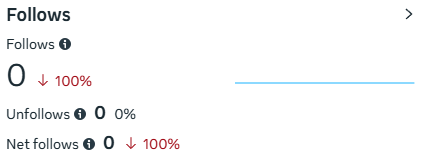 Follows
Follows
0 ↓ 100%
Unfollows 0 0%
Net follows 0 ↓ 100%